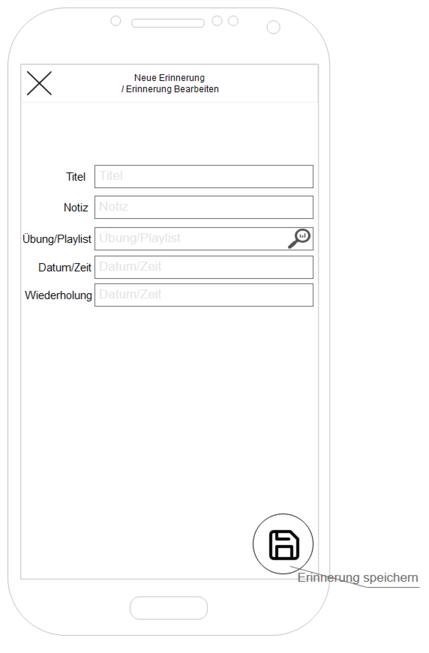 Neue Erinnerung
/ Erinnerung Bearbeiten
Titel Titel
Notiz Notiz
Übung/Playlist Übung/Playlist
Datum/Zeit Datum/Zeit
Wiederholung Datum/Zeit
Erinnerung speichern